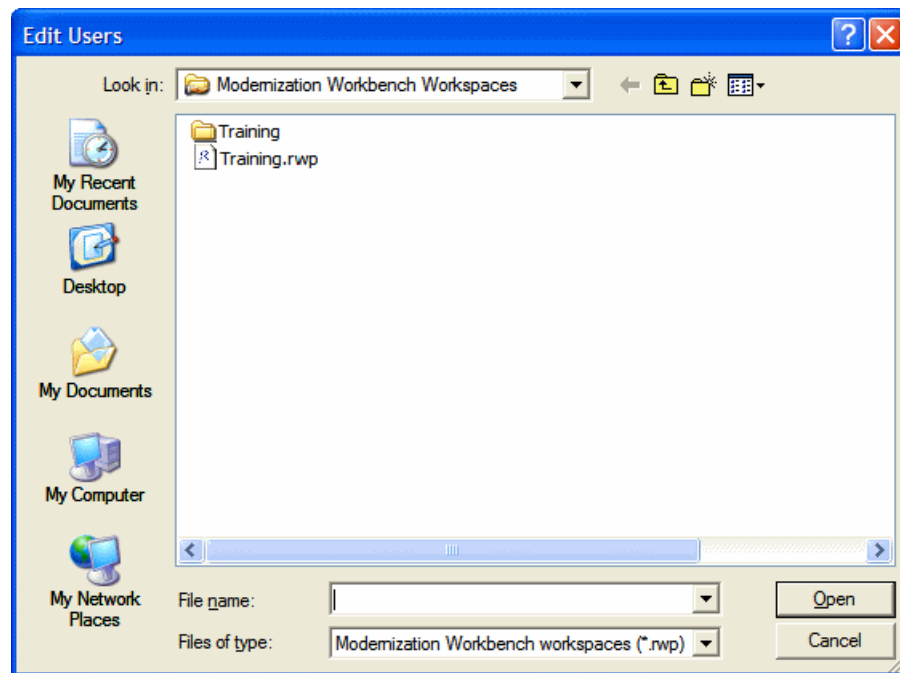 Edit Users
Look in: Modernization Workbench Workspaces
Training
Training.rwp
My Recent
Documents
Desktop
My Documents
My Computer
My Network
Places
File name:
Open
Files of type: Modernization Workbench workspaces (*.rwp)
Cancel